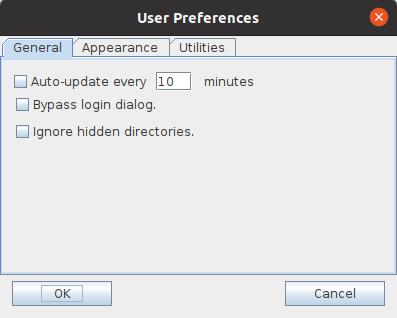 User Preferences
General Appearance Utilities
Auto-update every 10 minutes
Bypass login dialog.
Ignore hidden directories.
OK Cancel